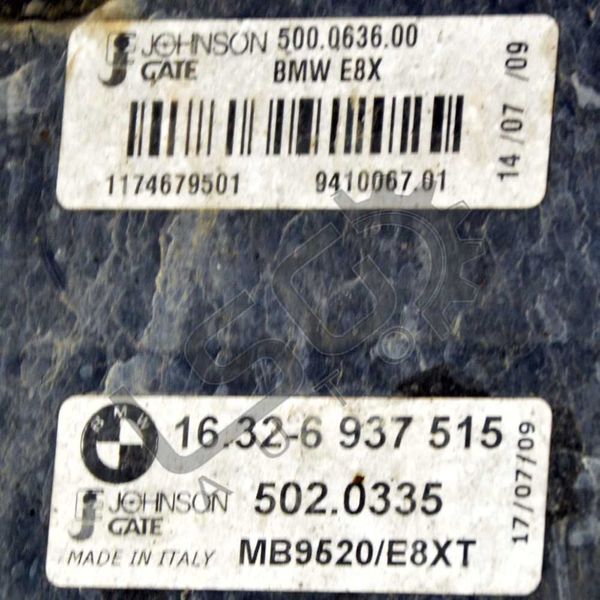 JOHNSON 500.0636.00
GATE BMW E8X
14/07/09
1174679501 9410067.01
BMW
16.32-6 937 515
JOHNSON 502.0335
GATE
MADE IN ITALY MB9520/E8XT
17/07/09